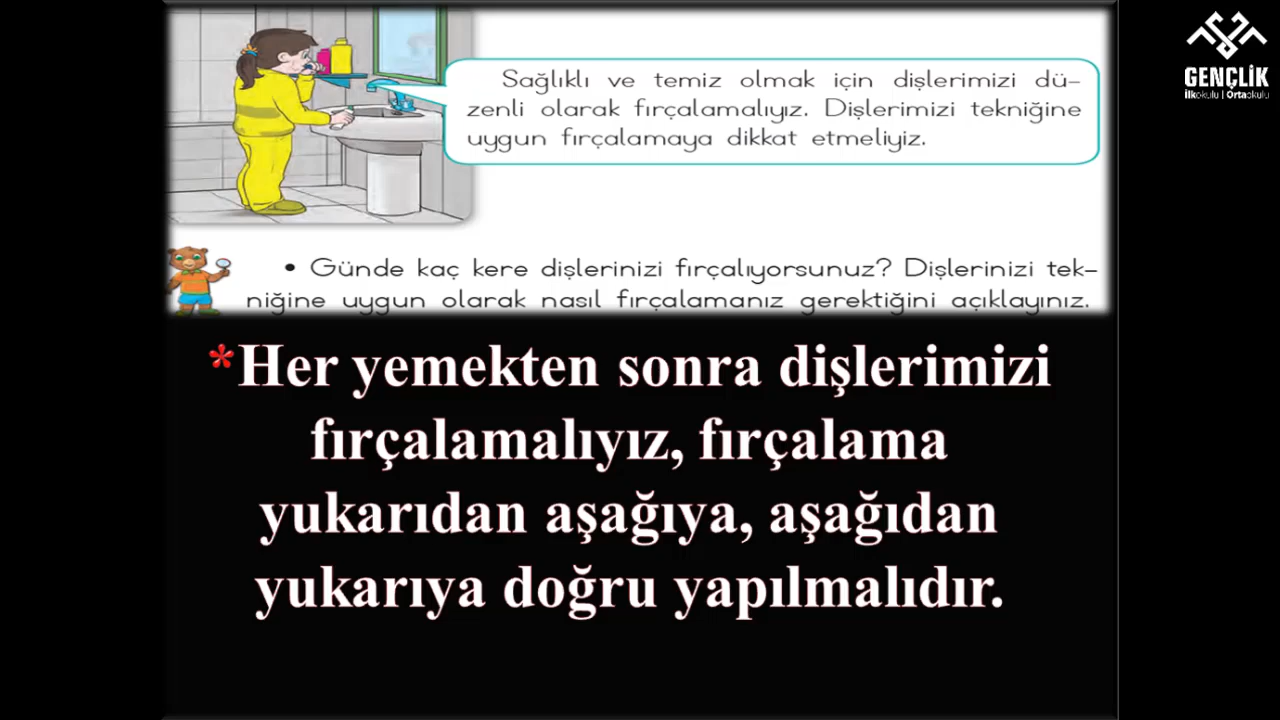 GENÇLİK
İlkokulu | Ortaokulu
Sağlıklı ve temiz olmak için dişlerimizi dü-
zenli olarak fırçalamalıyız. Dişlerimizi tekniğine
uygun fırçalamaya dikkat etmeliyiz.
• Günde kaç kere dişlerinizi fırçalıyorsunuz? Dişlerinizi tek-
niğine uygun olarak nasıl fırçalamanız gerektiğini açıklayınız.
*Her yemekten sonra dişlerimizi
fırçalamalıyız, fırçalama
yukarıdan aşağıya, aşağıdan
yukarıya doğru yapılmalıdır.